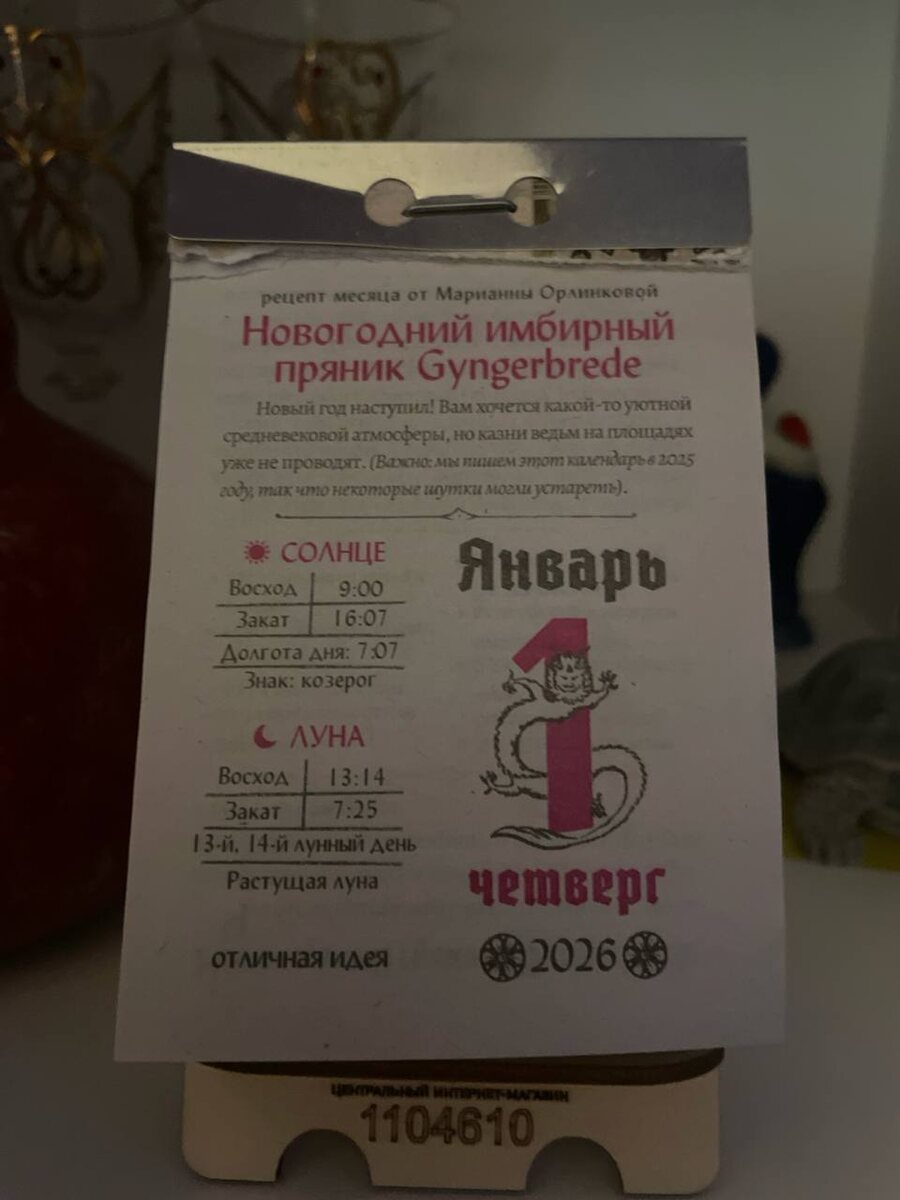 рецепт месяца от Марианны Орлинковой
Новогодний имбирный
пряник Gyngerbrede
Новый год наступил! Вам хочется какой-то уютной
средневековой атмосферы, но казни ведьм на площадях
уже не проводят. (Важно: мы пишем этот календарь в 2025
году, так что некоторые шутки могли устареть).
СОЛНЦЕ
Восход 9:00
Закат 16:07
Долгота дня: 7:07
Знак: козерог
ЛУНА
Восход 13:14
Закат 7:25
13-й, 14-й лунный день
Растущая луна
отличная идея
Январь
1
четверг
2026
ЦЕНТРАЛЬНЫЙ ИНТЕРНЕТ-МАГАЗИН
1104610